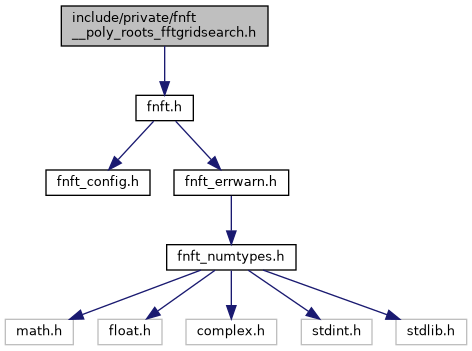 include/private/fnft
__poly_roots_fftgridsearch.h
fnft.h
fnft_config.h
fnft_errwarn.h
fnft_numtypes.h
math.h
float.h
complex.h
stdint.h
stdlib.h